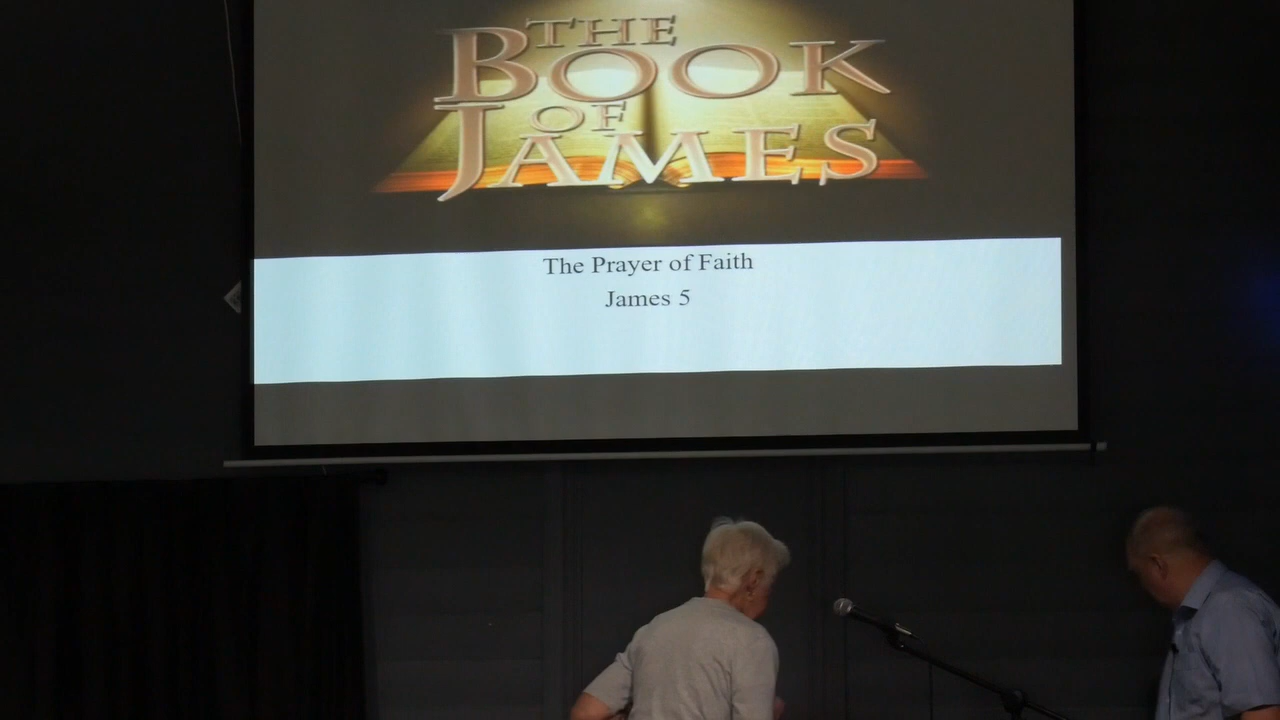 THE
BOOK
OF
JAMES
The Prayer of Faith
James 5